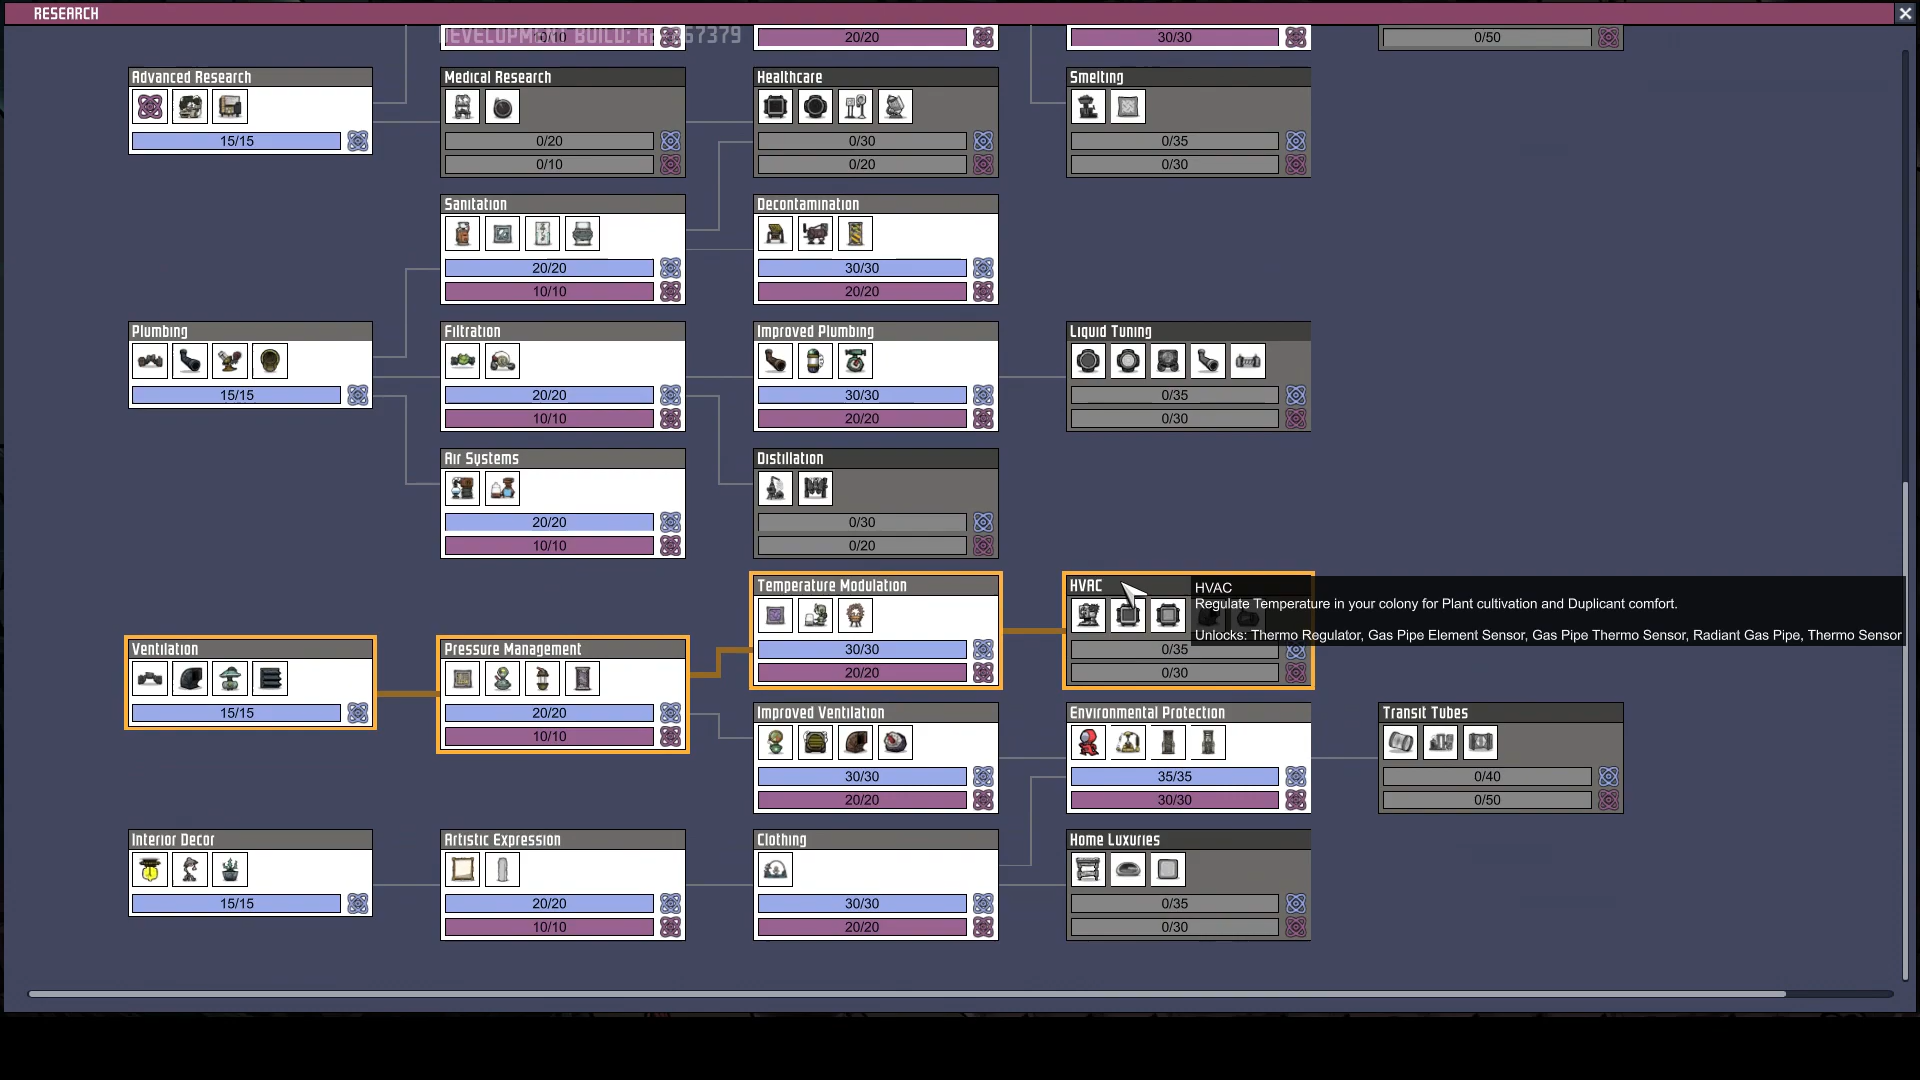 RESEARCH
DEVELOPMENT BUILD:
10/10
20/20
30/30
0/50
Advanced Research
15/15
Medical Research
0/20
0/10
Healthcare
0/30
0/20
Smelting
0/35
0/30
Sanitation
20/20
10/10
Decontamination
30/30
20/20
Plumbing
15/15
Filtration
20/20
10/10
Improved Plumbing
30/30
20/20
Liquid Tuning
0/35
0/30
Air Systems
20/20
10/10
Distillation
0/30
0/20
Temperature Modulation
30/30
20/20
HVAC
0/35
0/30
HVAC
Regulate Temperature in your colony for Plant cultivation and Duplicant comfort.
Unlocks: Thermo Regulator, Gas Pipe Element Sensor, Gas Pipe Thermo Sensor, Radiant Gas Pipe, Thermo Sensor
Ventilation
15/15
Pressure Management
20/20
10/10
Improved Ventilation
30/30
20/20
Environmental Protection
35/35
30/30
Transit Tubes
0/40
0/50
Interior Decor
15/15
Artistic Expression
20/20
10/10
Clothing
30/30
20/20
Home Luxuries
0/35
0/30